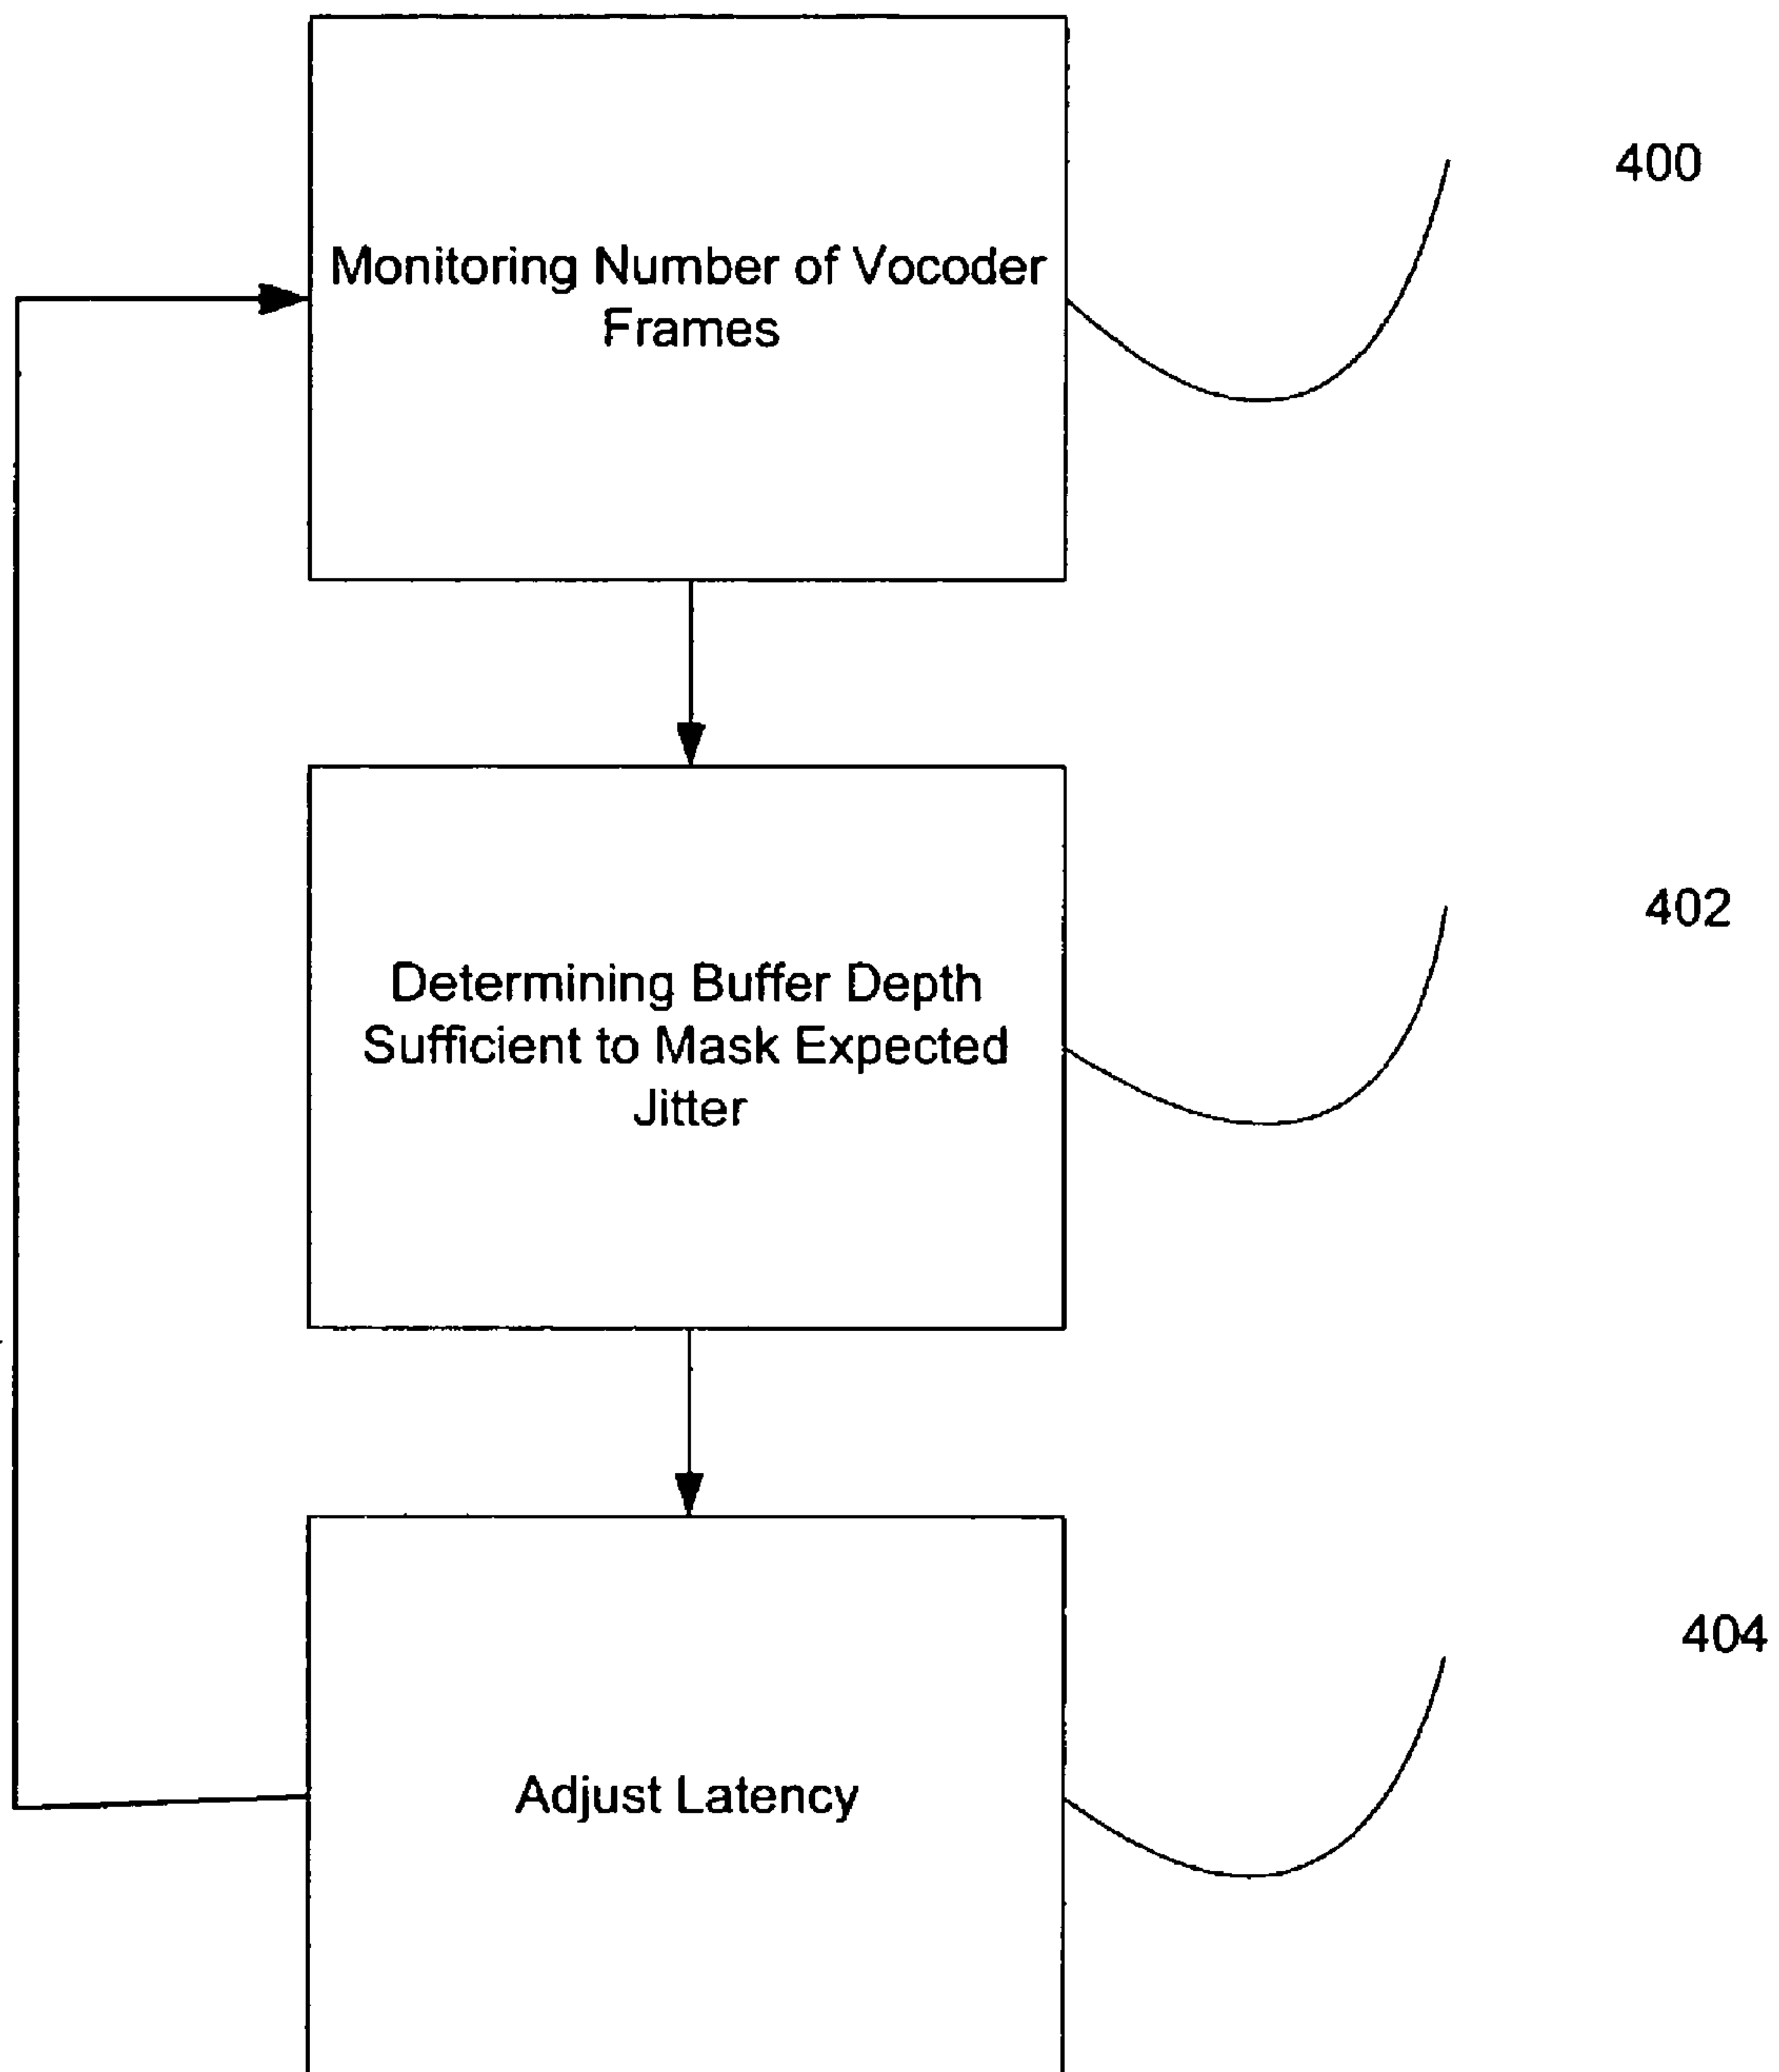 400
Monitoring Number of Vocoder
Frames
402
Determining Buffer Depth
Sufficient to Mask Expected
Jitter
404
Adjust Latency